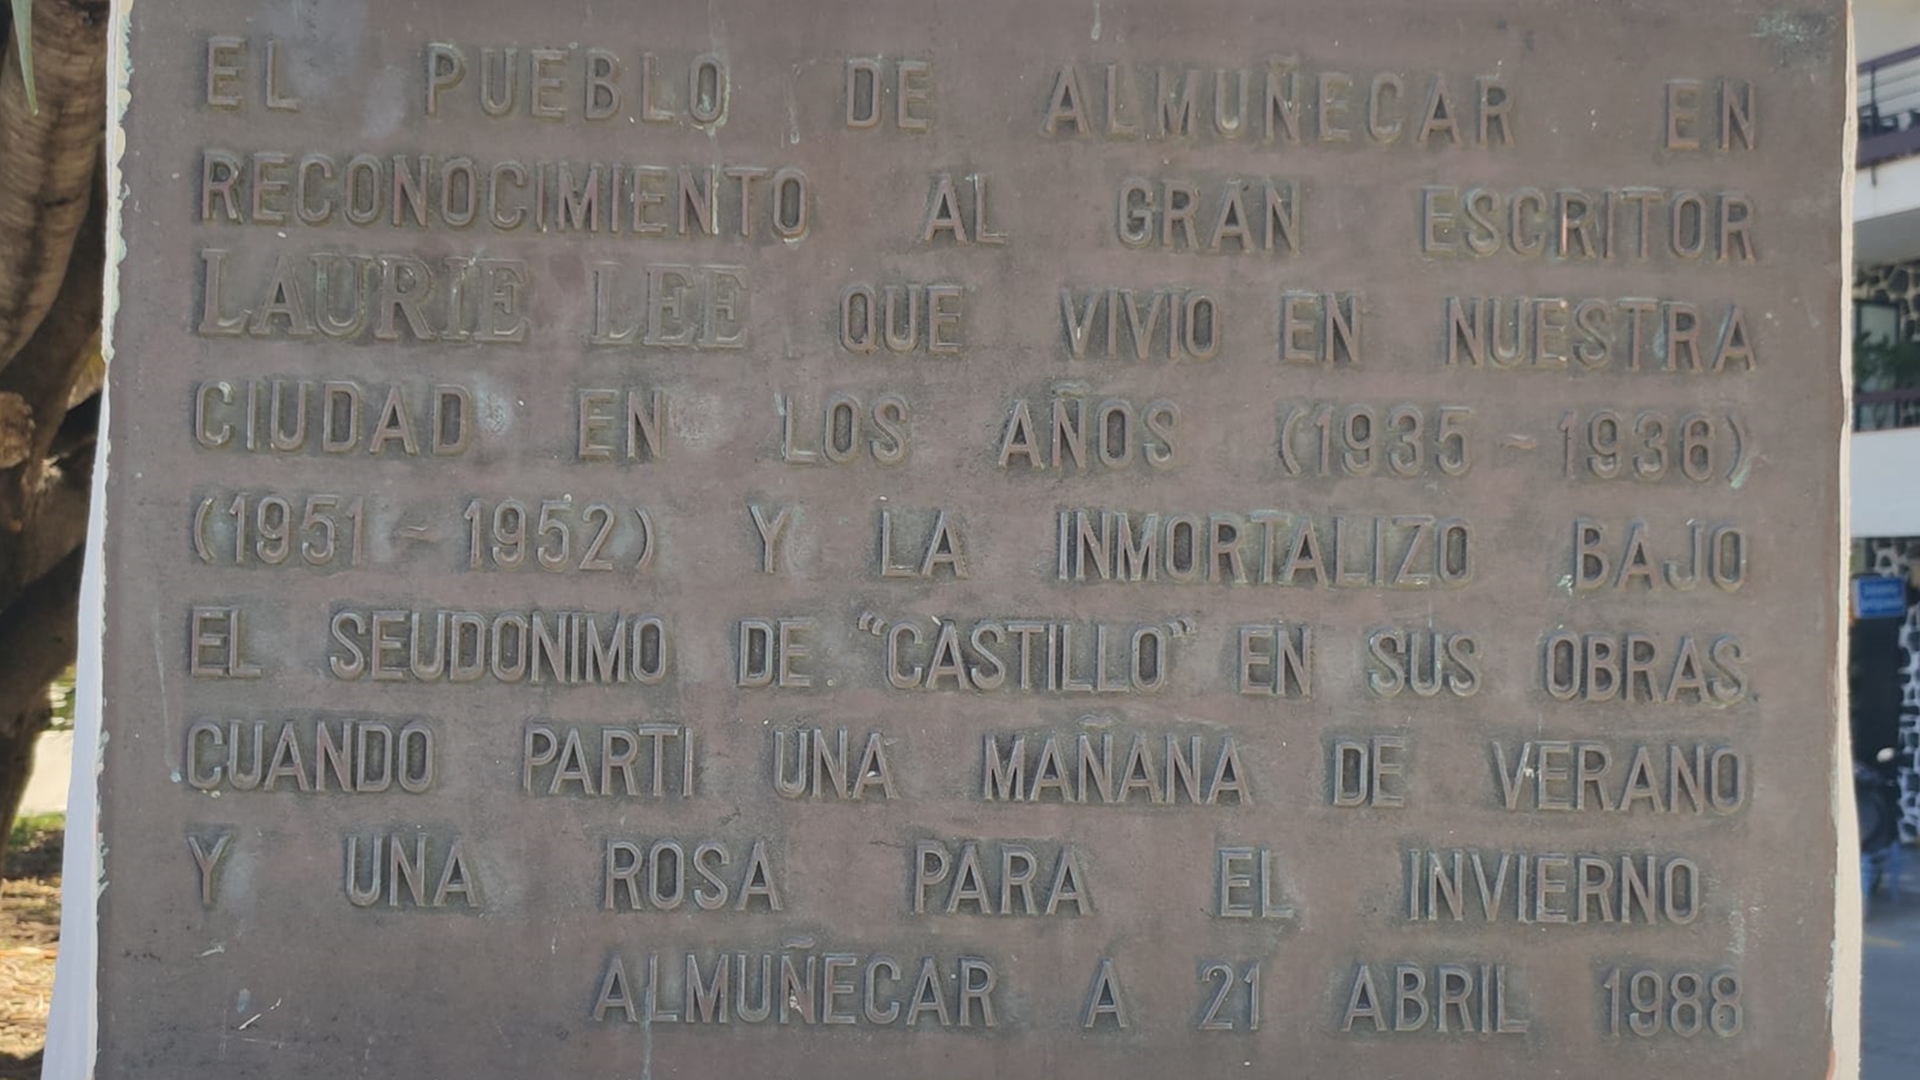 EL PUEBLO DE ALMUÑECAR EN
RECONOCIMIENTO AL GRAN ESCRITOR
LAURIE LEE QUE VIVIO EN NUESTRA
CIUDAD EN LOS AÑOS (1935 - 1936)
(1951 - 1952) Y LA INMORTALIZO BAJO
EL SEUDONIMO DE “CASTILLO” EN SUS OBRAS.
CUANDO PARTI UNA MAÑANA DE VERANO
Y UNA ROSA PARA EL INVIERNO
ALMUÑECAR A 21 ABRIL 1988